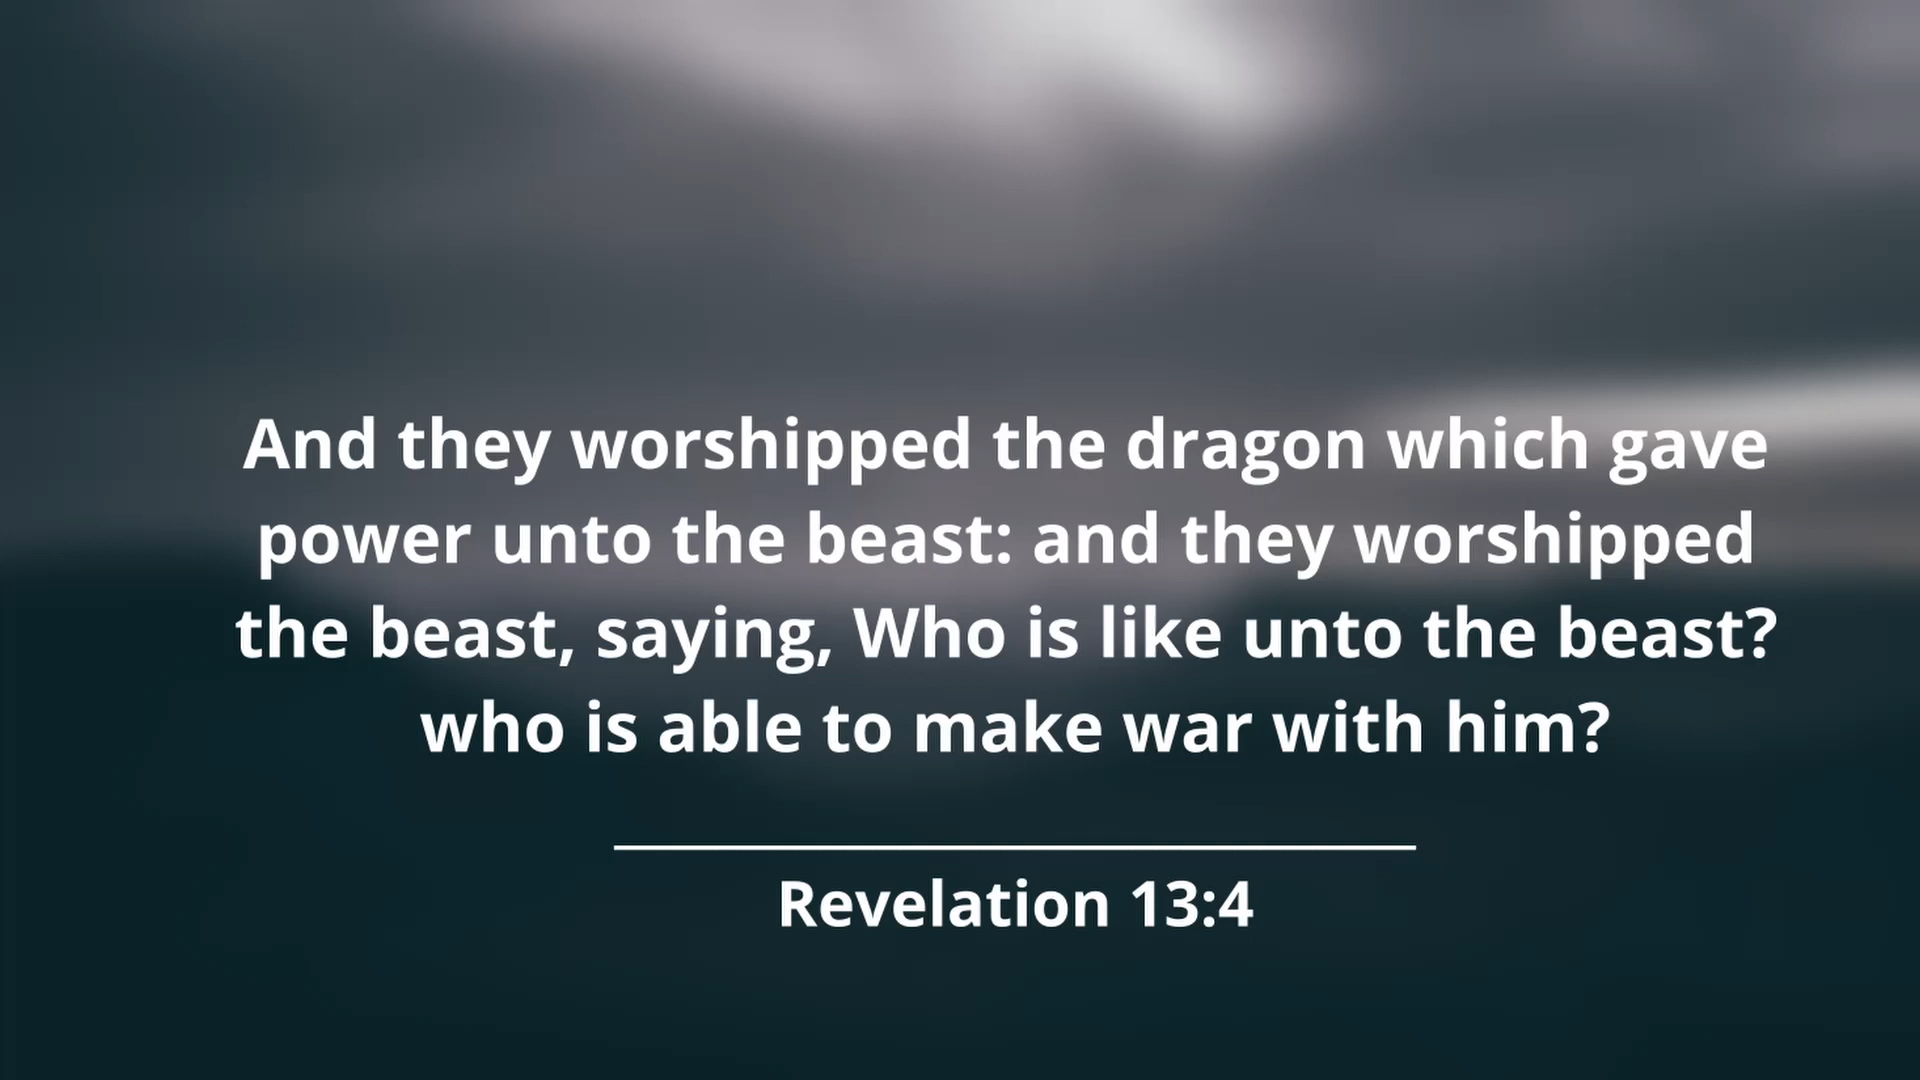 And they worshipped the dragon which gave
power unto the beast: and they worshipped
the beast, saying, Who is like unto the beast?
who is able to make war with him?
Revelation 13:4